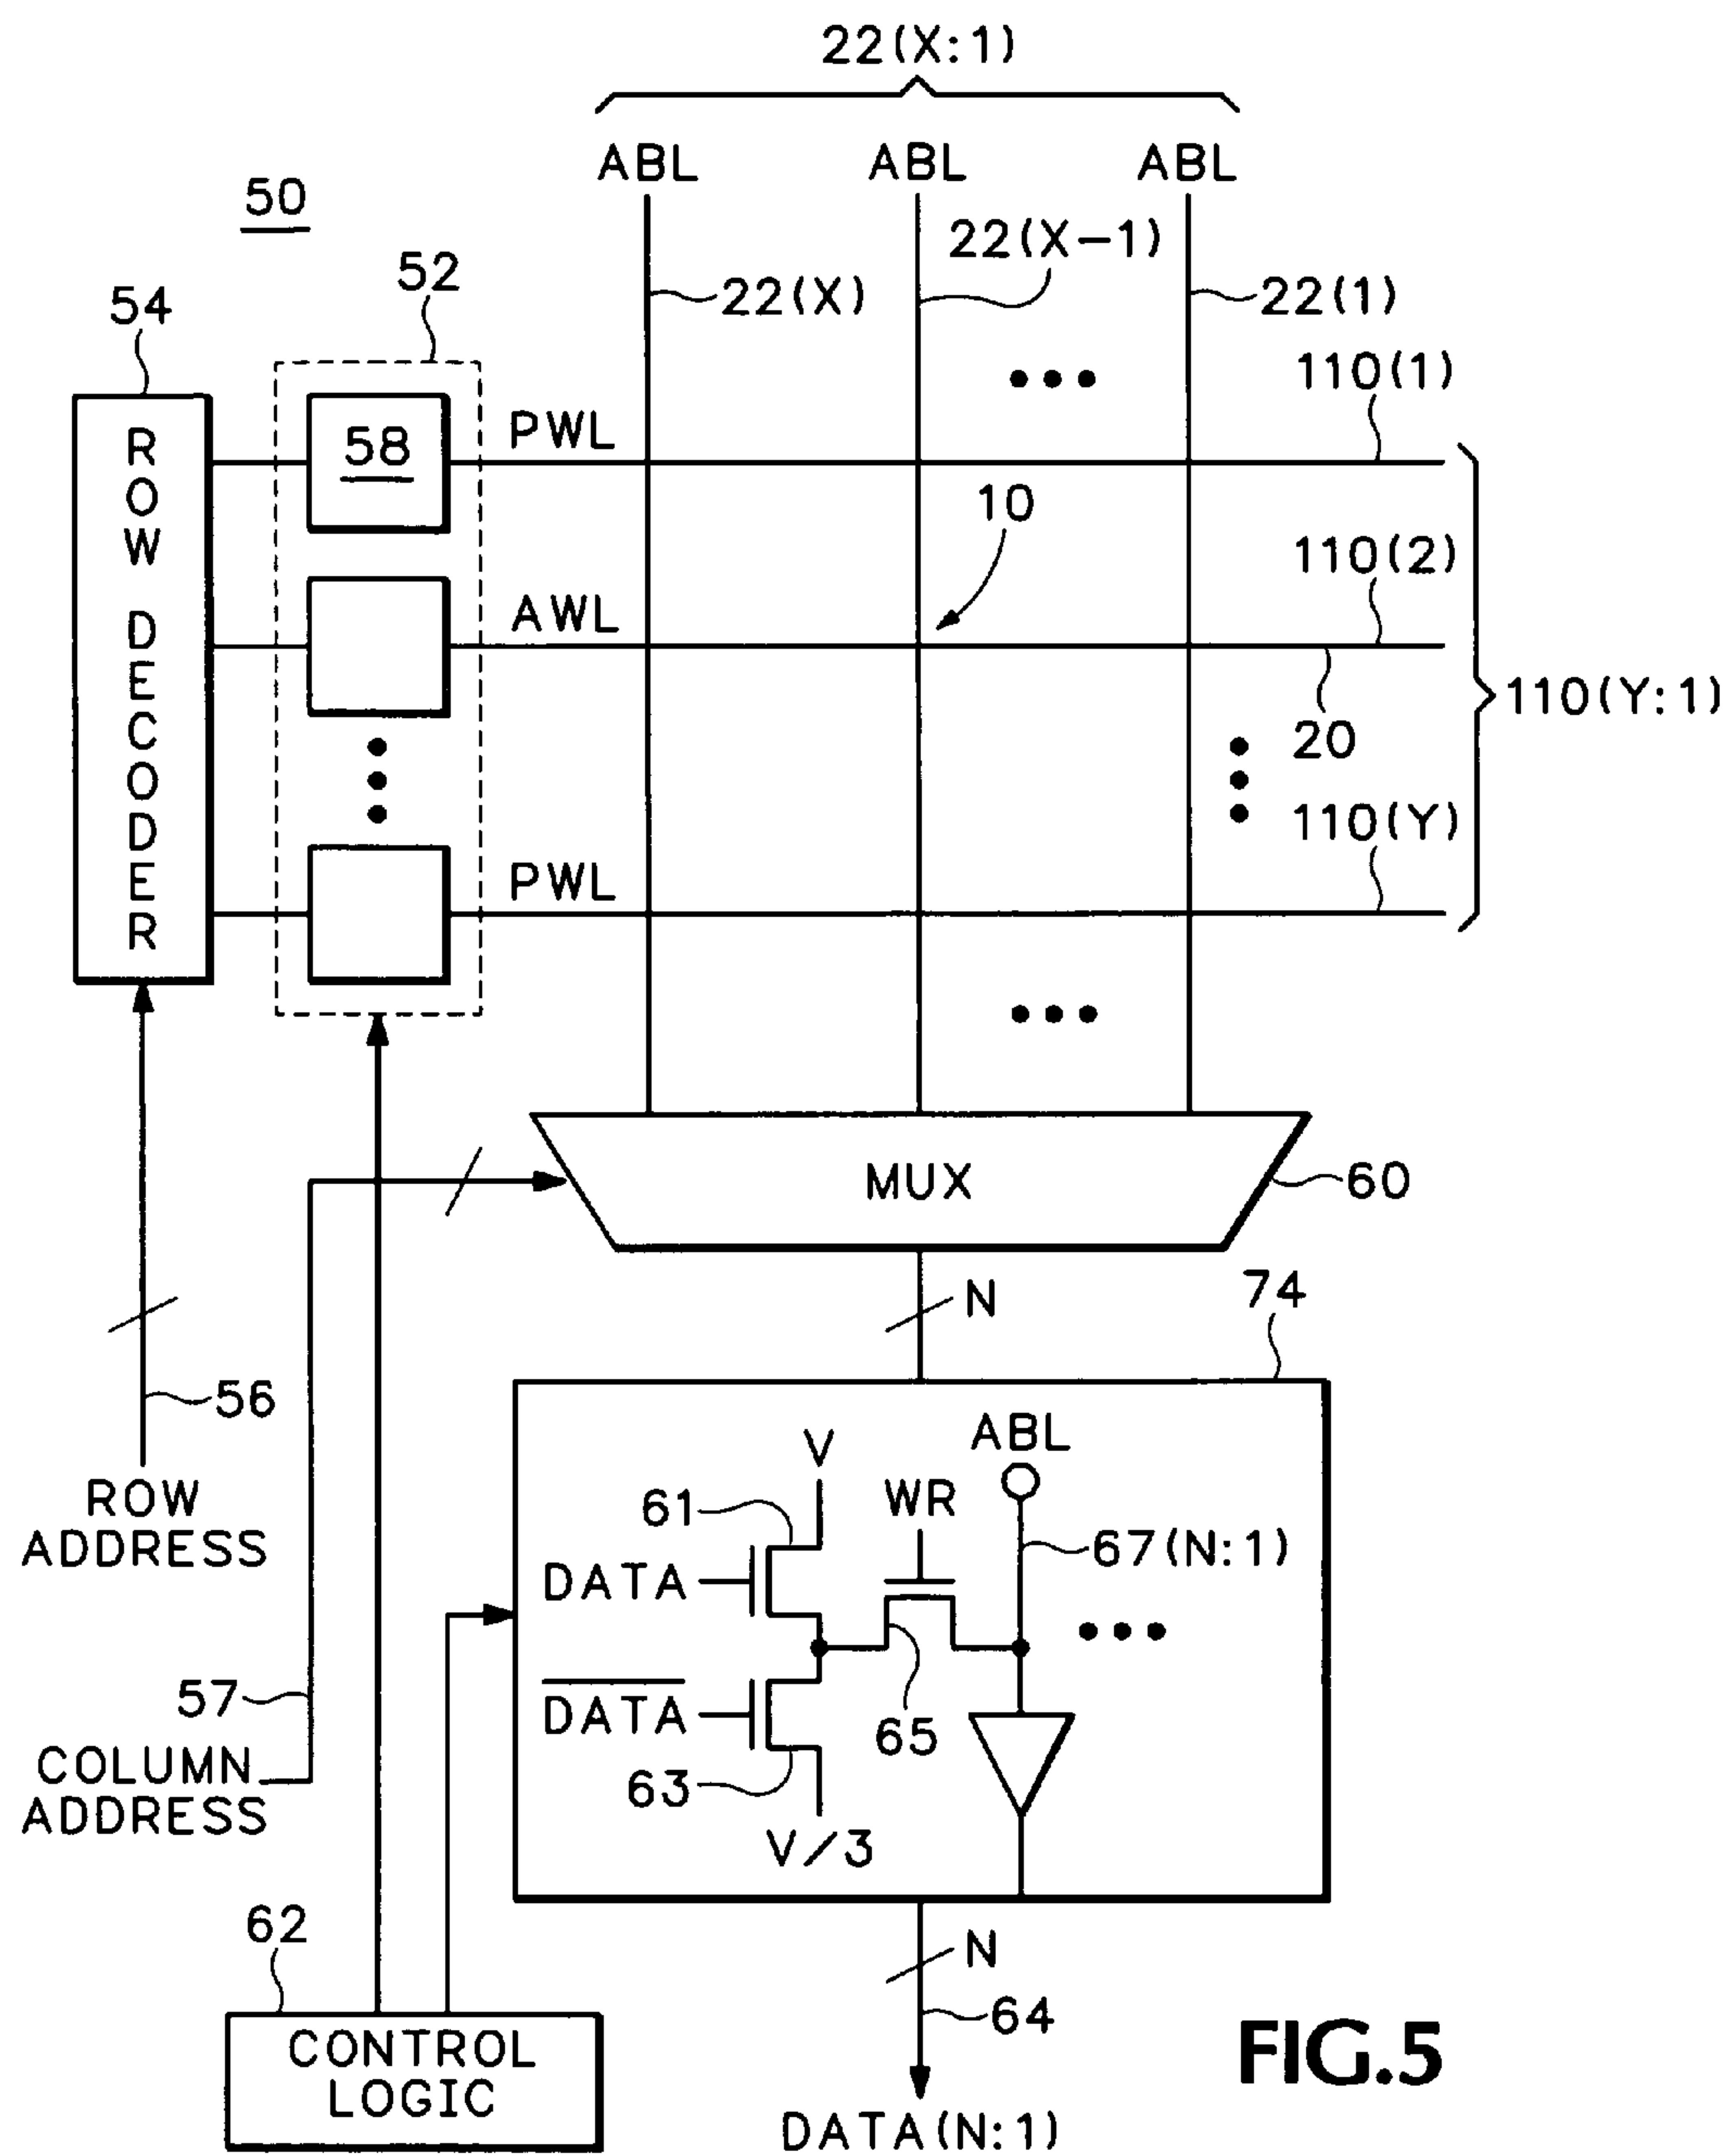 22(X:1)
ABL ABL ABL
50
22(X-1)
52
22(X)
22(1)
54
110(1)
PWL
58
10
ROW DECODER
110(2)
AWL
110(Y:1)
20
110(Y)
PWL
MUX
60
N
74
56
ABL
V
WR
ROW
ADDRESS
61
67(N:1)
DATA
57
DATA
65
COLUMN
ADDRESS
63
V/3
62
N
64
CONTROL
LOGIC
FIG.5
DATA(N:1)